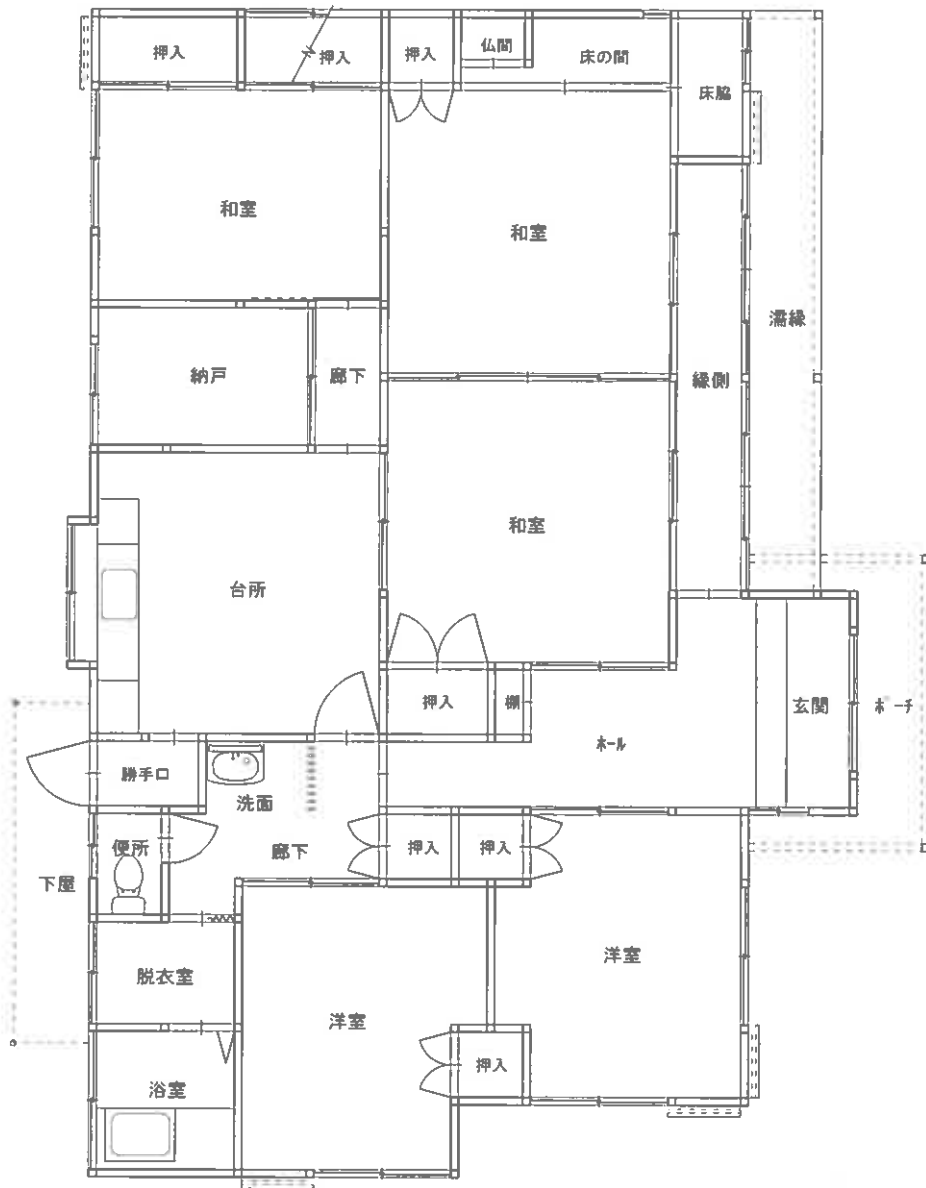 押入
押入
押入
仏間
床の間
床脇
和室
和室
濡縁
納戸
廊下
縁側
和室
台所
押入
棚
玄関
ポーチ
ホール
勝手口
洗面
便所
廊下
押入
押入
下屋
洋室
脱衣室
洋室
押入
浴室